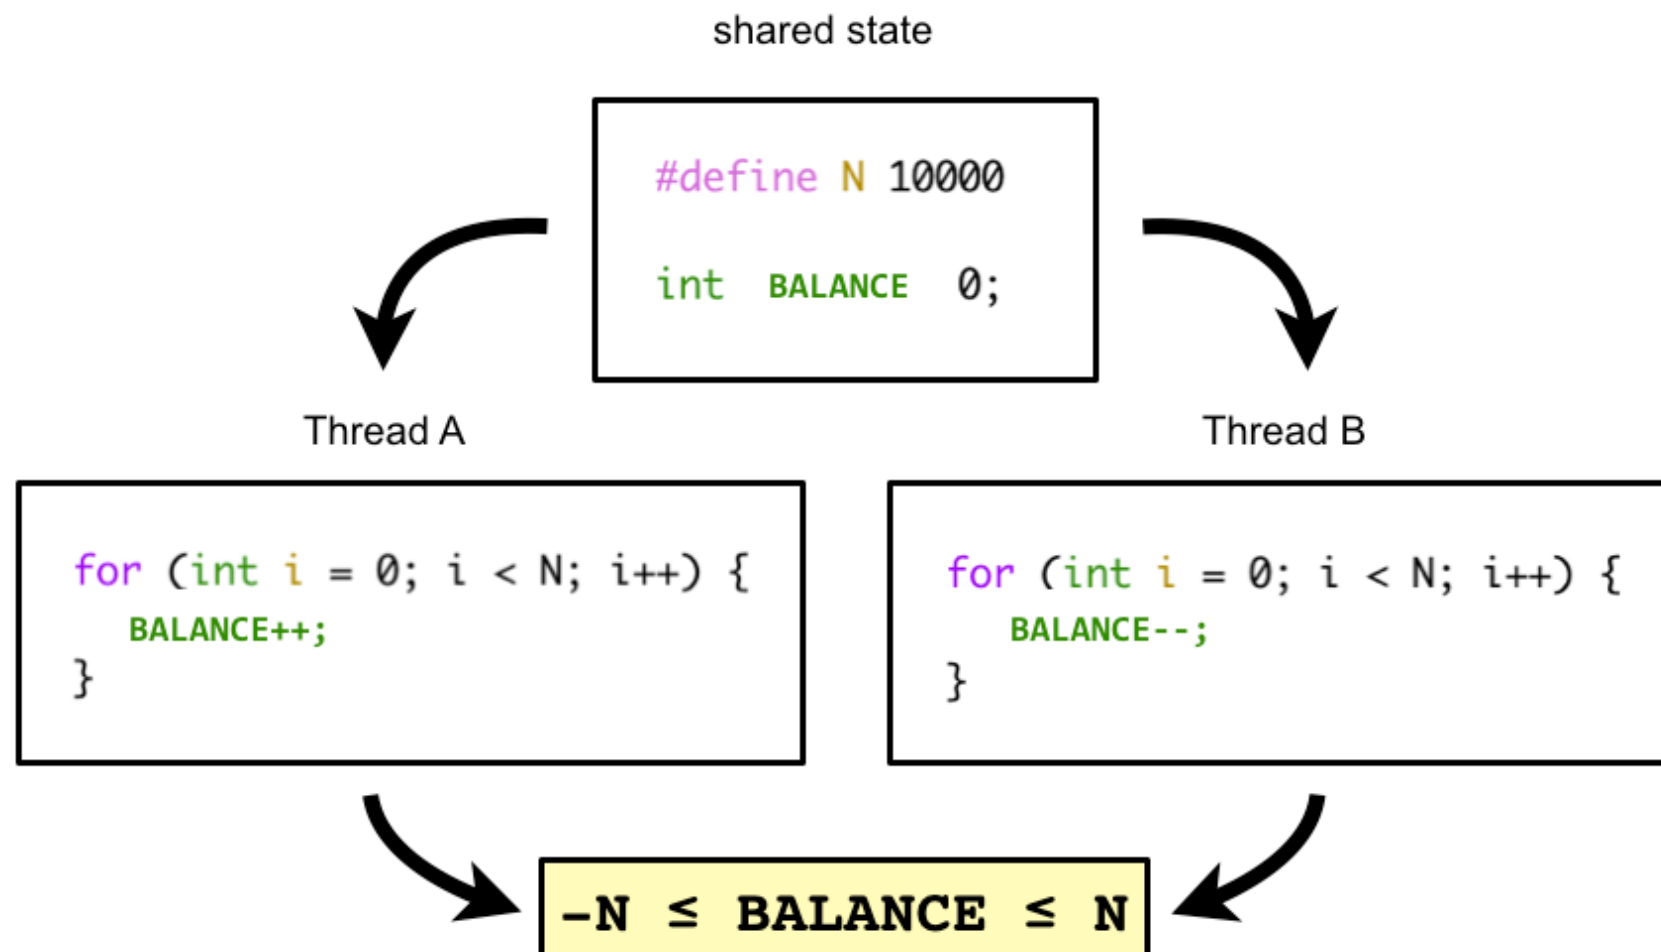 shared state
#define N 10000
int BALANCE 0;
Thread A
for (int i = 0; i < N; i++) {
BALANCE++;
}
Thread B
for (int i = 0; i < N; i++) {
BALANCE--;
}
-N ≤ BALANCE ≤ N